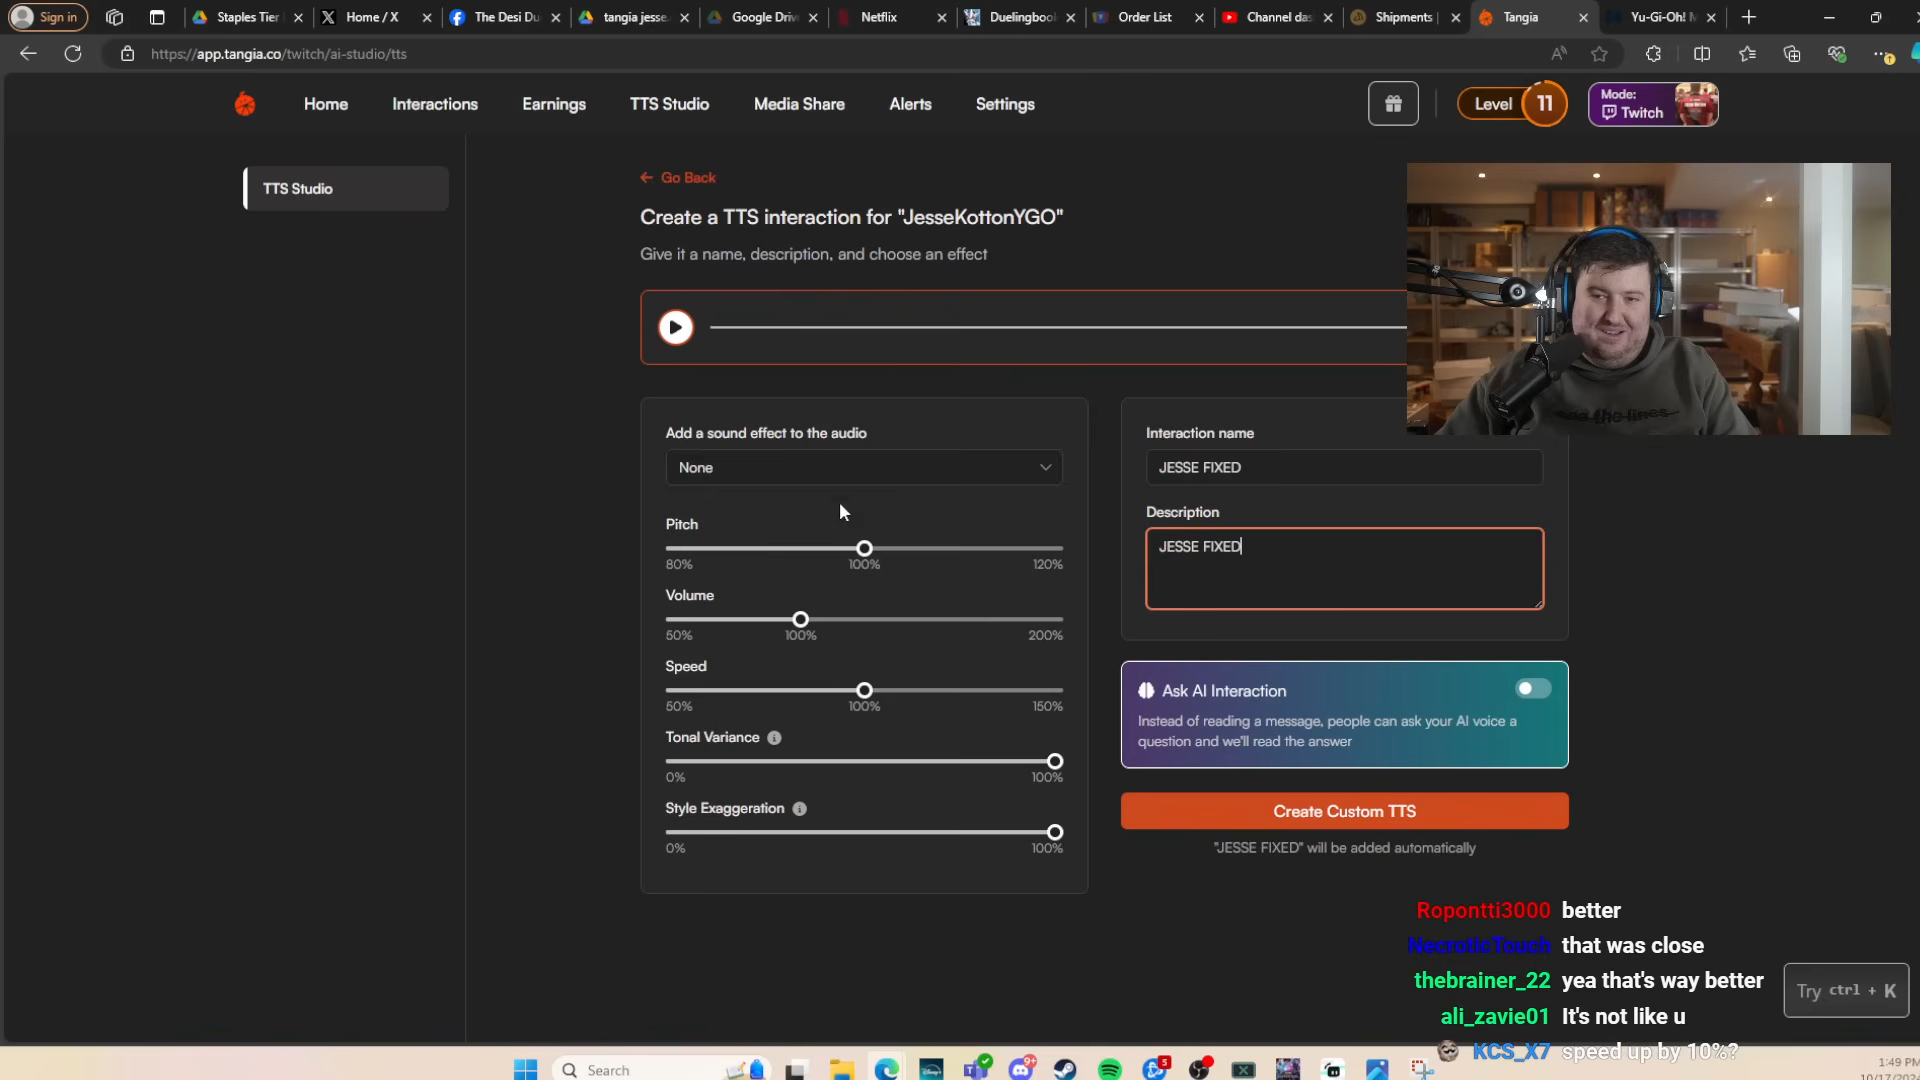 Sign in
Staples Tier
Home / X
The Desi Du
tangia jesse.
Google Driv
Netflix
Duelingboo
Order List
Channel das
Shipments
Tangia
Yu-Gi-Oh! M
https://app.tangia.co/twitch/ai-studio/tts
Home
Interactions
Earnings
TTS Studio
Media Share
Alerts
Settings
Level 11
Mode:
Twitch
TTS Studio
Go Back
Create a TTS interaction for "JesseKottonYGO"
Give it a name, description, and choose an effect
Add a sound effect to the audio
None
Pitch
80% 100% 120%
Volume
50% 100% 200%
Speed
50% 100% 150%
Tonal Variance
0% 100%
Style Exaggeration
0% 100%
Interaction name
JESSE FIXED
Description
JESSE FIXED
Ask AI Interaction
Instead of reading a message, people can ask your AI voice a
question and we'll read the answer
Create Custom TTS
"JESSE FIXED" will be added automatically
Ropontti3000 better
NecroticTouch that was close
thebrainer_22 yea that's way better
ali_zavie01 It's not like u
KCS_X7 speed up by 10%?
Try ctrl + K
Search
1:49 PM